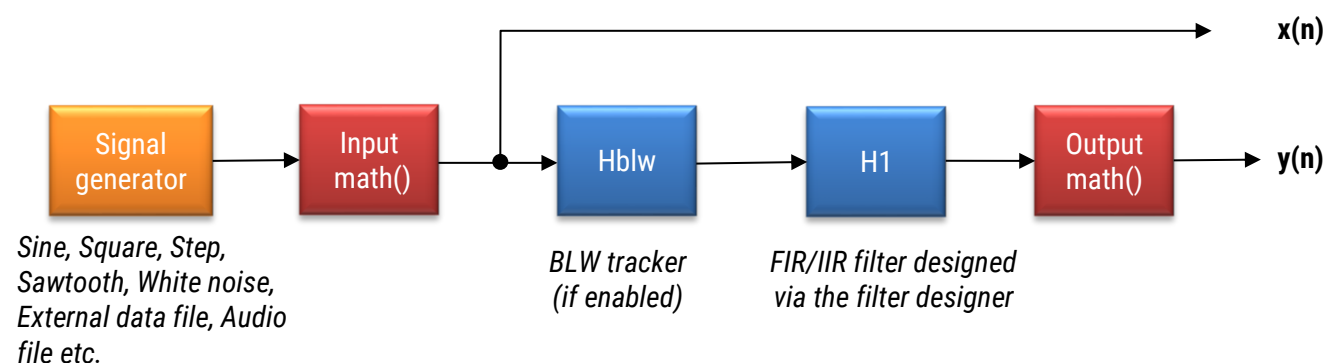 x(n)
Signal
generator
Input
math()
Hblw
H1
Output
math()
y(n)
Sine, Square, Step,
Sawtooth, White noise,
External data file, Audio
file etc.
BLW tracker
(if enabled)
FIR/IIR filter designed
via the filter designer